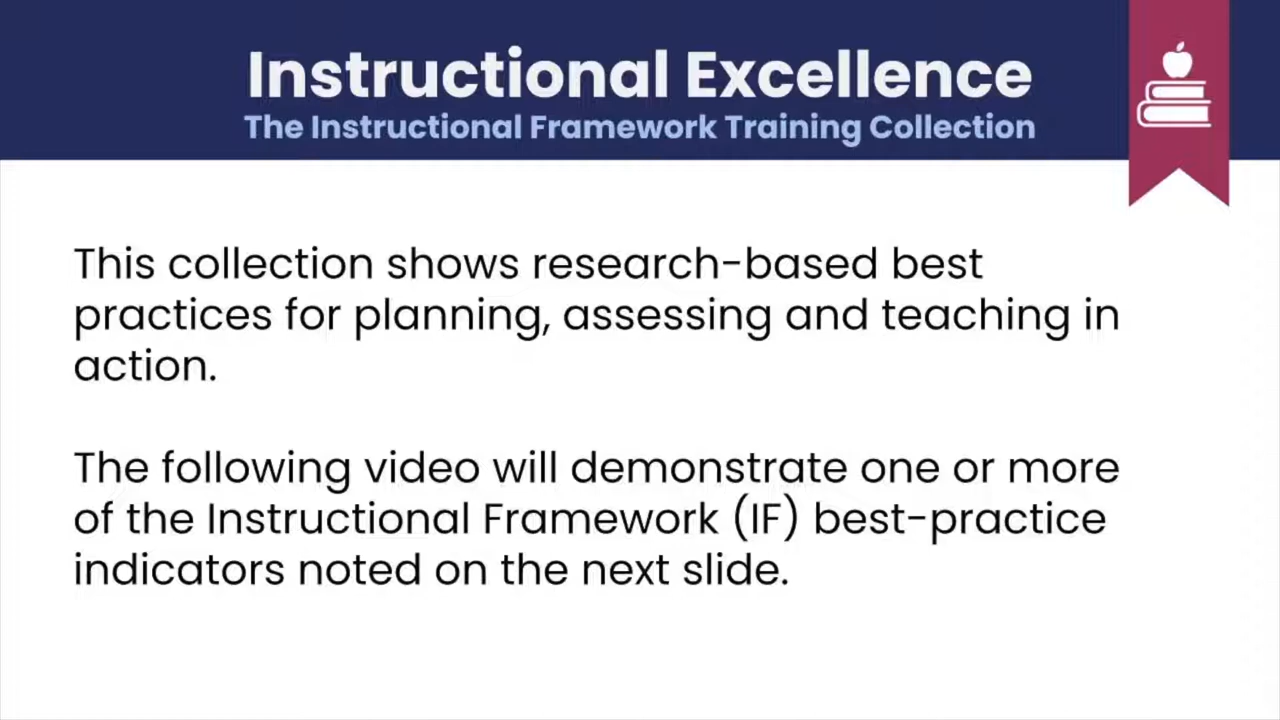 Instructional Excellence
The Instructional Framework Training Collection
This collection shows research-based best
practices for planning, assessing and teaching in
action.
The following video will demonstrate one or more
of the Instructional Framework (IF) best-practice
indicators noted on the next slide.